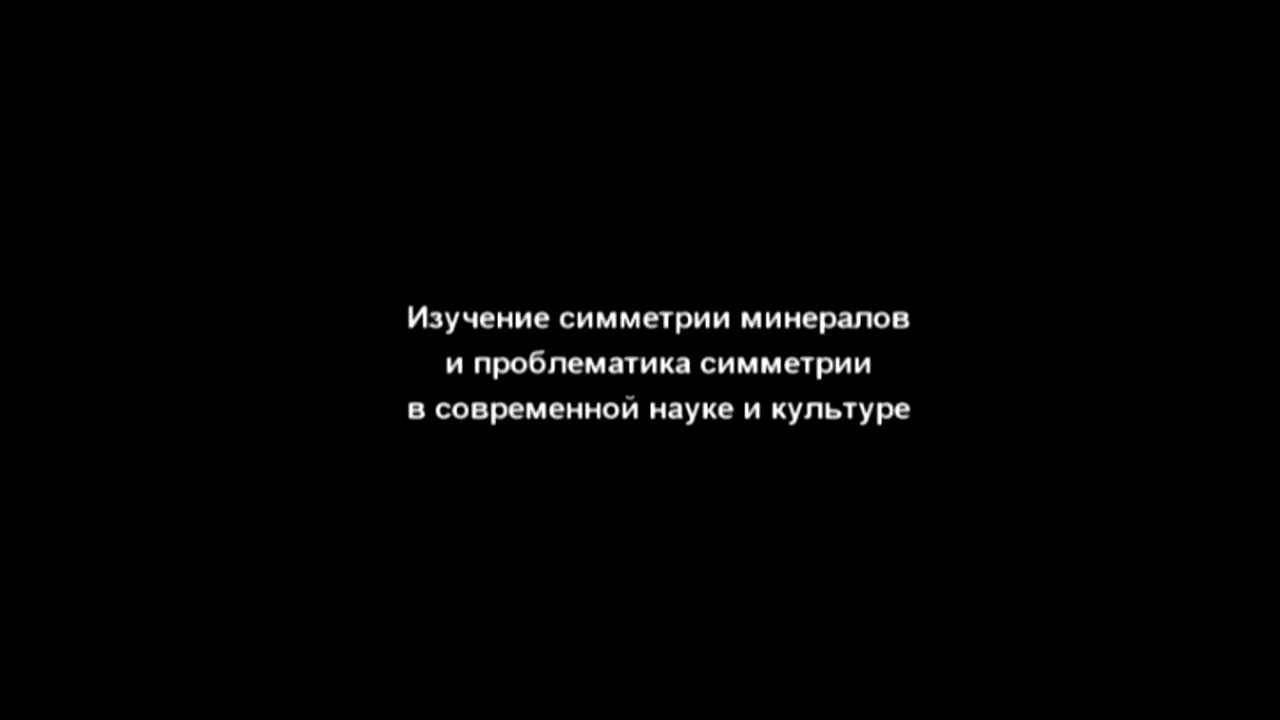 Изучение симметрии минералов
и проблематика симметрии
в современной науке и культуре